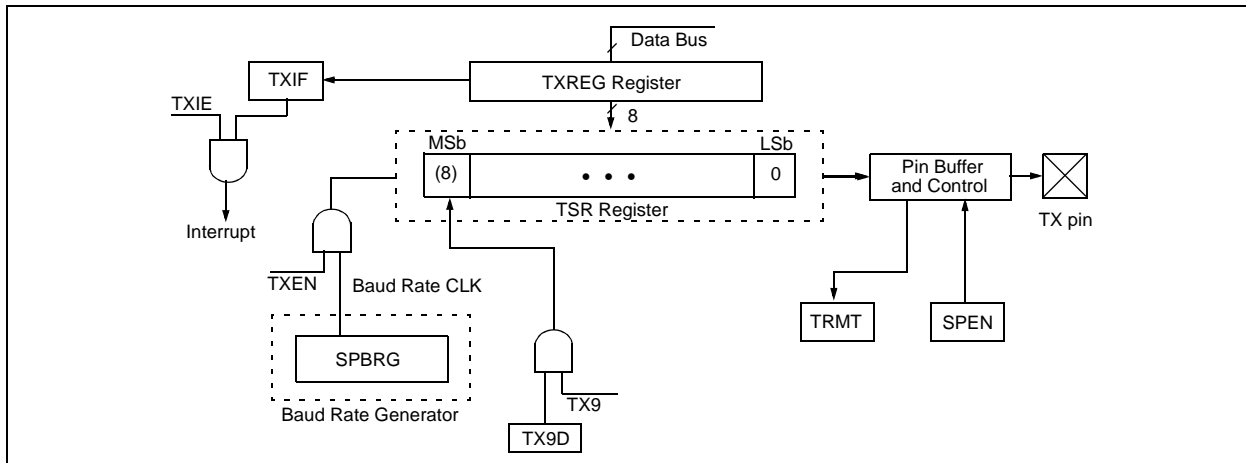 Data Bus
TXIF
TXREG Register
TXIE
8
MSb
LSb
(8)
• • •
0
Pin Buffer
and Control
TSR Register
Interrupt
TX pin
TXEN
Baud Rate CLK
TRMT
SPEN
SPBRG
TX9
Baud Rate Generator
TX9D